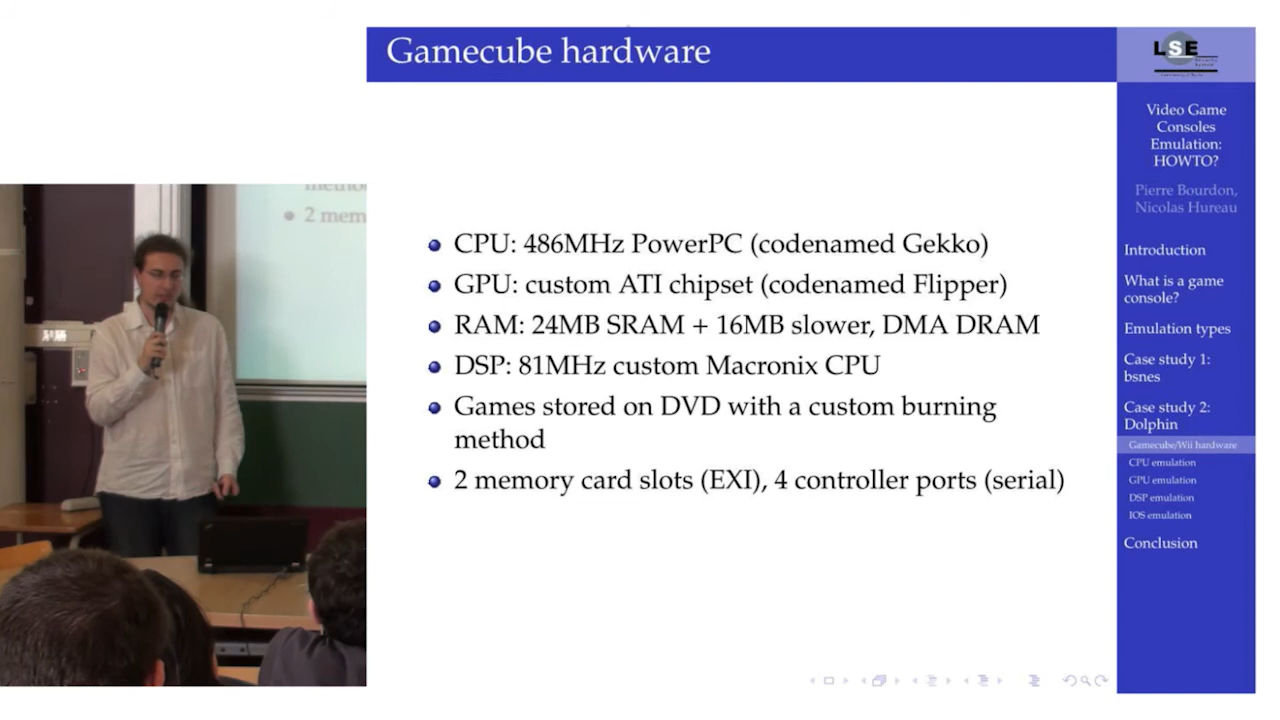 Gamecube hardware
LSE
Video Game
Consoles
Emulation:
HOWTO?
Pierre Bourdon,
Nicolas Hureau
Introduction
What is a game
console?
Emulation types
Case study 1:
bsnes
Case study 2:
Dolphin
Gamecube/Wii hardware
CPU emulation
GPU emulation
DSP emulation
IOS emulation
Conclusion
2 mem
CPU: 486MHz PowerPC (codenamed Gekko)
GPU: custom ATI chipset (codenamed Flipper)
RAM: 24MB SRAM + 16MB slower, DMA DRAM
DSP: 81MHz custom Macronix CPU
Games stored on DVD with a custom burning
method
2 memory card slots (EXI), 4 controller ports (serial)